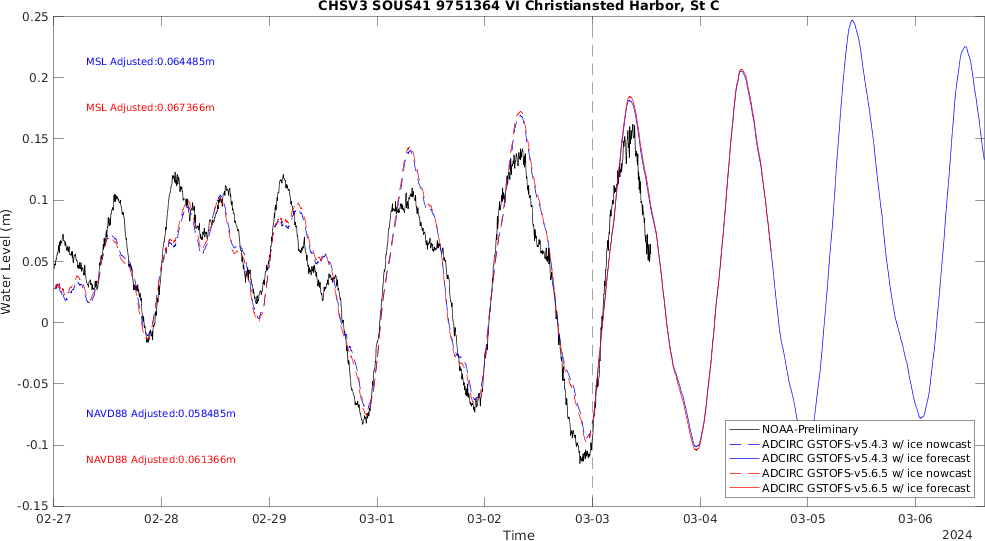 CHSV3 SOUS41 9751364 VI Christiansted Harbor, St C
0.25
0.2
0.15
0.1
0.05
0
-0.05
-0.1
-0.15
Water Level (m)
MSL Adjusted:0.064485m
MSL Adjusted:0.067366m
NAVD88 Adjusted:0.058485m
NAVD88 Adjusted:0.061366m
NOAA-Preliminary
ADCIRC GSTOFS-v5.4.3 w/ ice nowcast
ADCIRC GSTOFS-v5.4.3 w/ ice forecast
ADCIRC GSTOFS-v5.6.5 w/ ice nowcast
ADCIRC GSTOFS-v5.6.5 w/ ice forecast
02-27 02-28 02-29 03-01 03-02 03-03 03-04 03-05 03-06
Time
2024